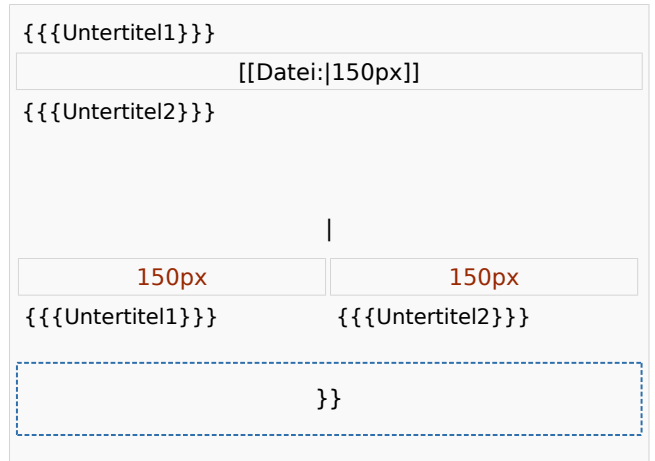 {{{Untertitel1}}}
[[Datei:|150px]]
{{{Untertitel2}}}
|
150px 150px
{{{Untertitel1}}} {{{Untertitel2}}}
}}